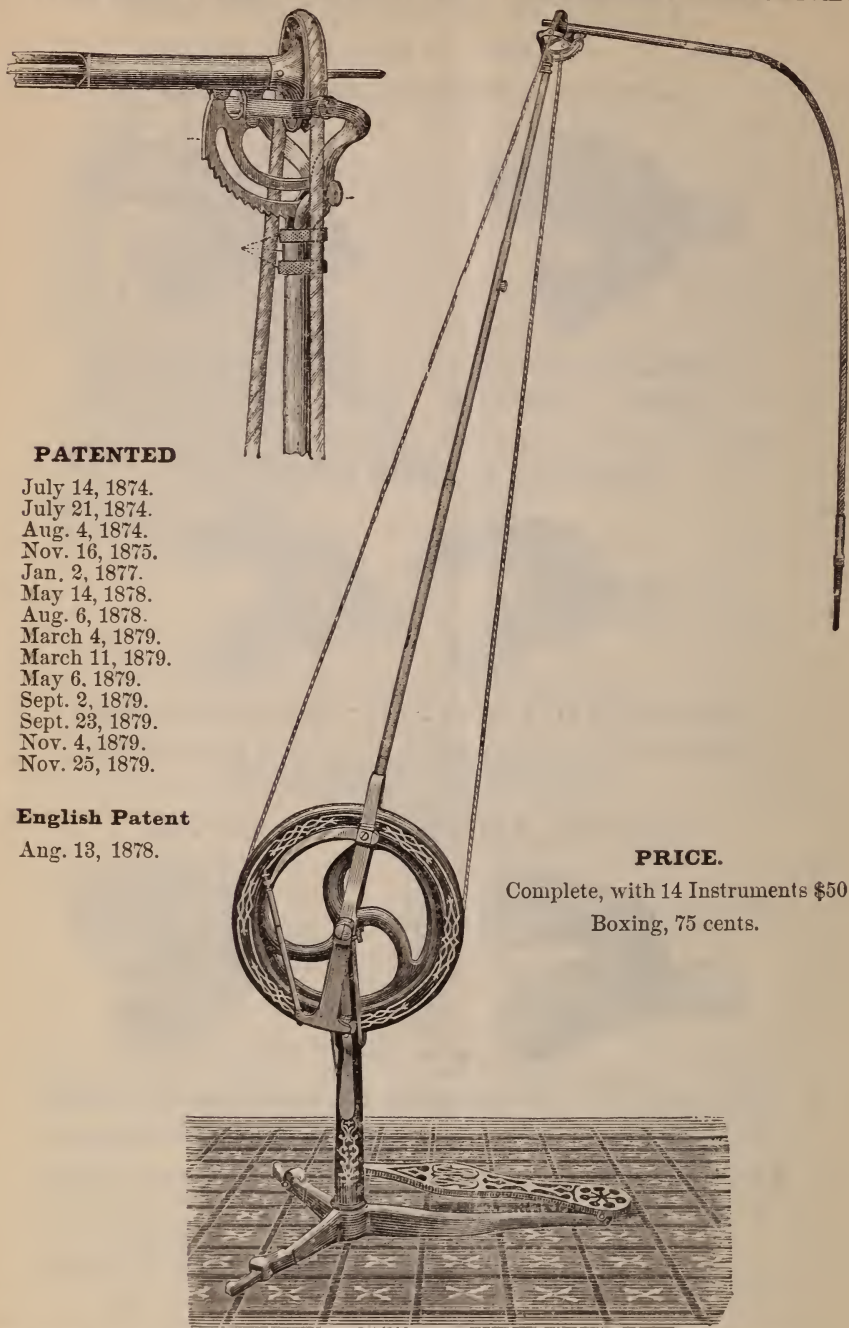 PATENTED
July 14, 1874.
July 21, 1874.
Aug. 4, 1874.
Nov. 16, 1875.
Jan. 2, 1877.
May 14, 1878.
Aug. 6, 1878.
March 4, 1879.
March 11, 1879.
May 6. 1879.
Sept. 2, 1879.
Sept. 23, 1879.
Nov. 4, 1879.
Nov. 25, 1879.
English Patent
Aug. 13, 1878.
PRICE.
Complete, with 14 Instruments $50
Boxing, 75 cents.